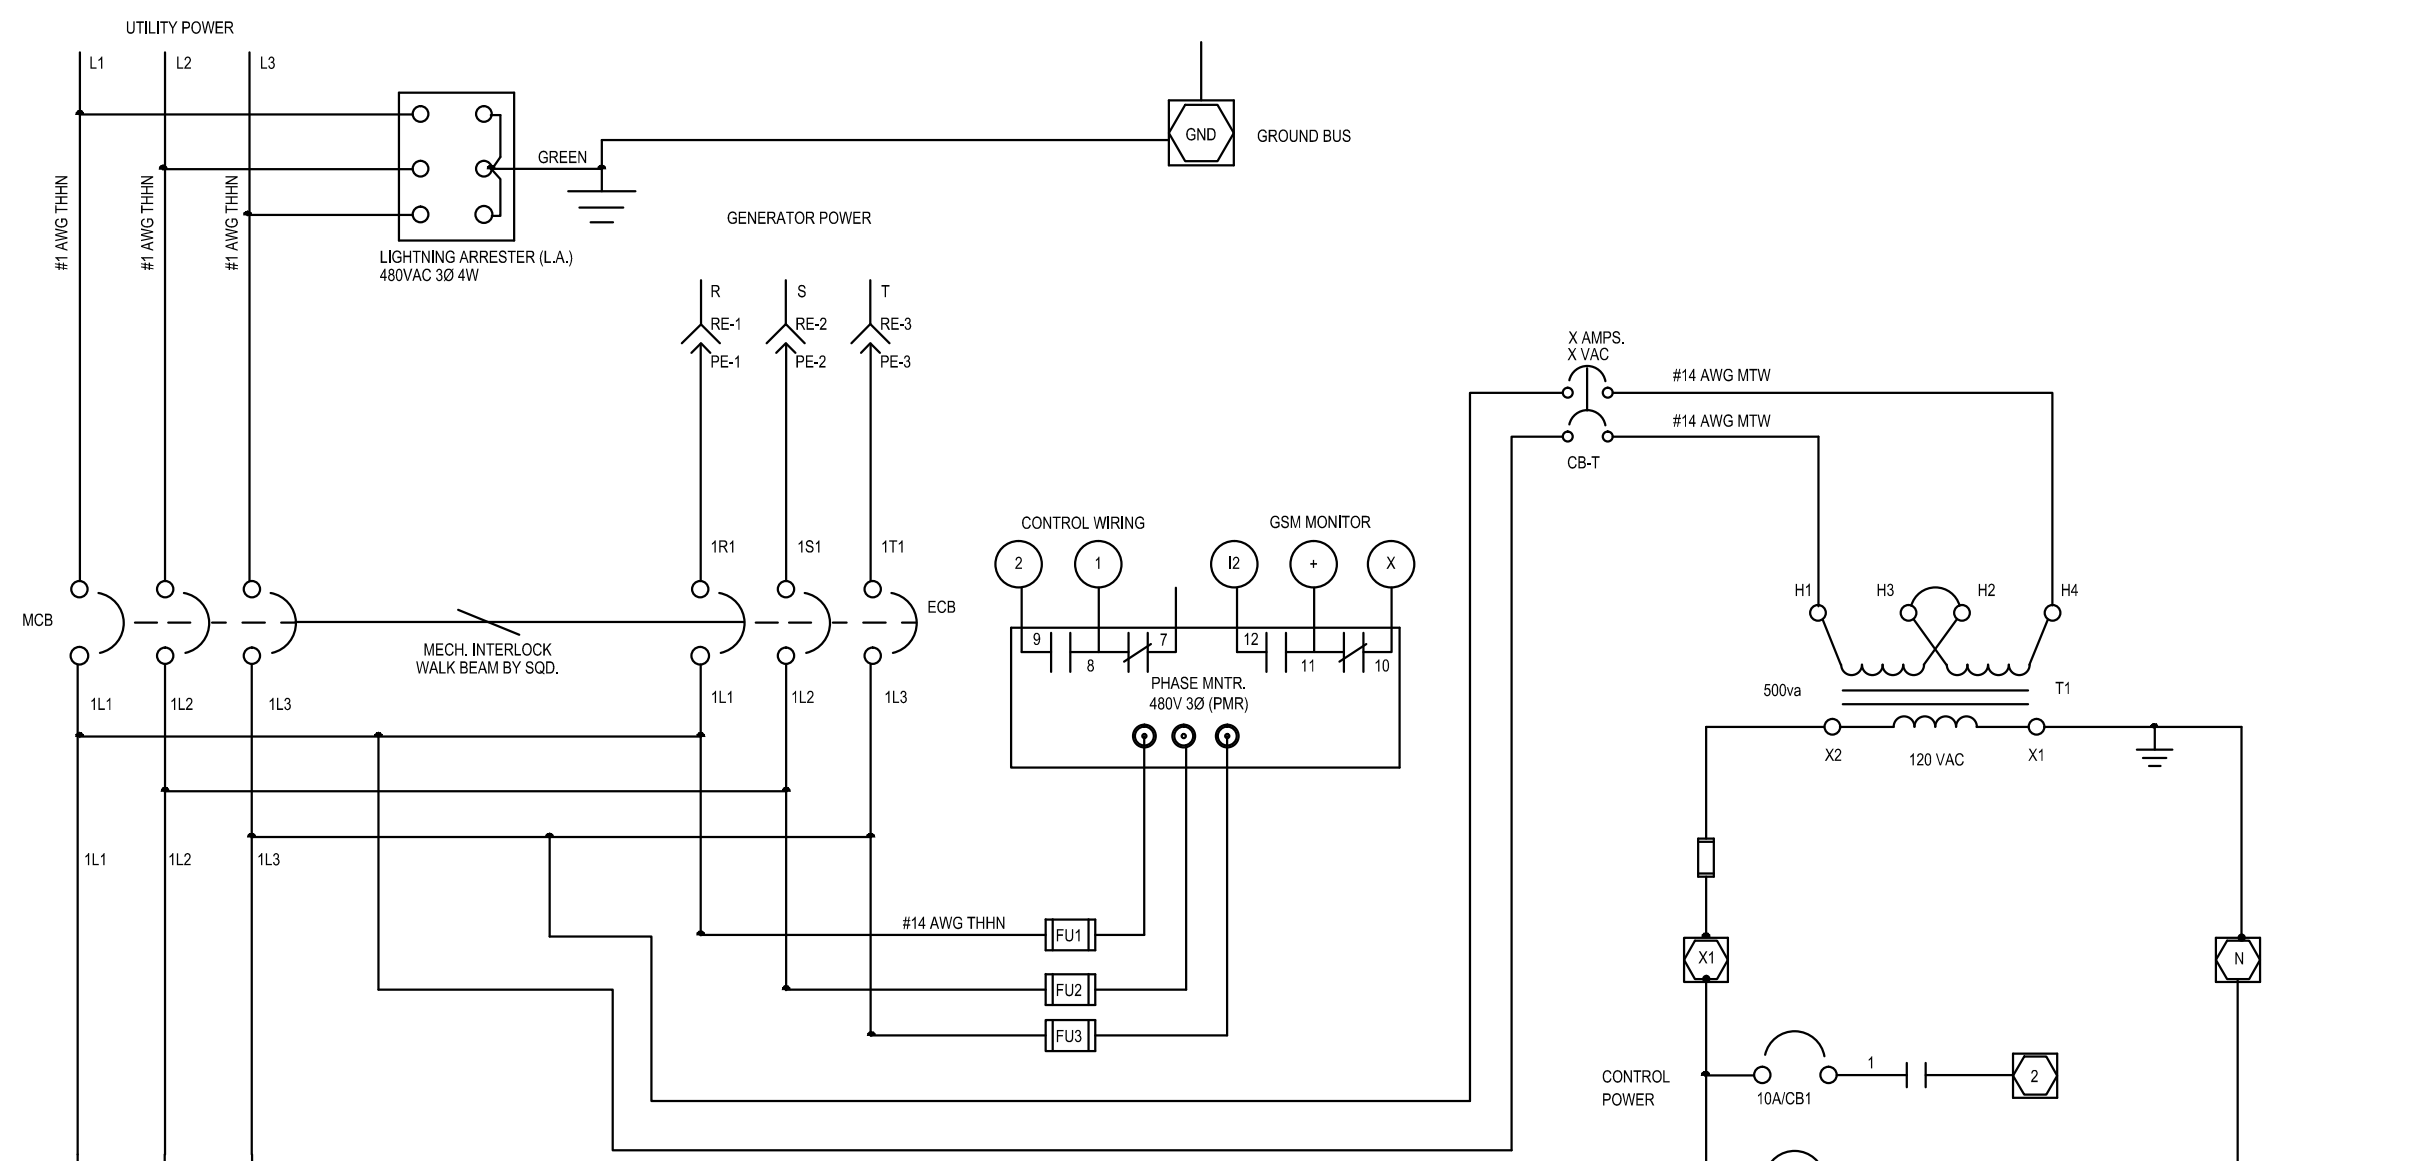 UTILITY POWER
L1
L2
L3
#1 AWG THHN
#1 AWG THHN
#1 AWG THHN
LIGHTNING ARRESTER (L.A.)
480VAC 3Ø 4W
GREEN
GND
GROUND BUS
GENERATOR POWER
R
S
T
RE-1
RE-2
RE-3
PE-1
PE-2
PE-3
X AMPS.
X VAC
#14 AWG MTW
#14 AWG MTW
CB-T
CONTROL WIRING
GSM MONITOR
1R1
1S1
1T1
2
1
I2
+
X
MCB
ECB
MECH. INTERLOCK
WALK BEAM BY SQD.
9
8
7
12
11
10
PHASE MNTR.
480V 3Ø (PMR)
H1
H3
H2
H4
500va
T1
X2
120 VAC
X1
1L1
1L2
1L3
1L1
1L2
1L3
1L1
1L2
1L3
#14 AWG THHN
FU1
FU2
FU3
X1
N
CONTROL
POWER
1
10A/CB1
2